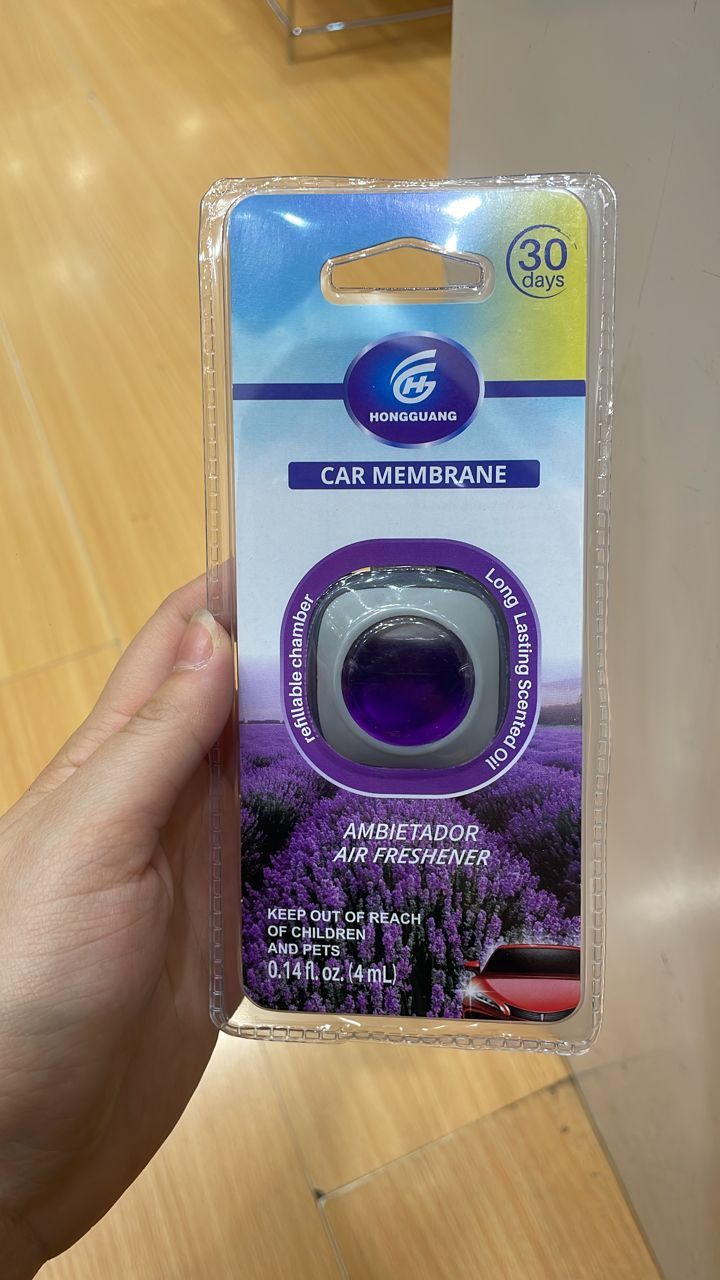 30
days
H
HONGGUANG
CAR MEMBRANE
refillable chamber
Long Lasting Scented Oil
AMBIETADOR
AIR FRESHENER
KEEP OUT OF REACH
OF CHILDREN
AND PETS
0.14 fl. oz. (4 mL)